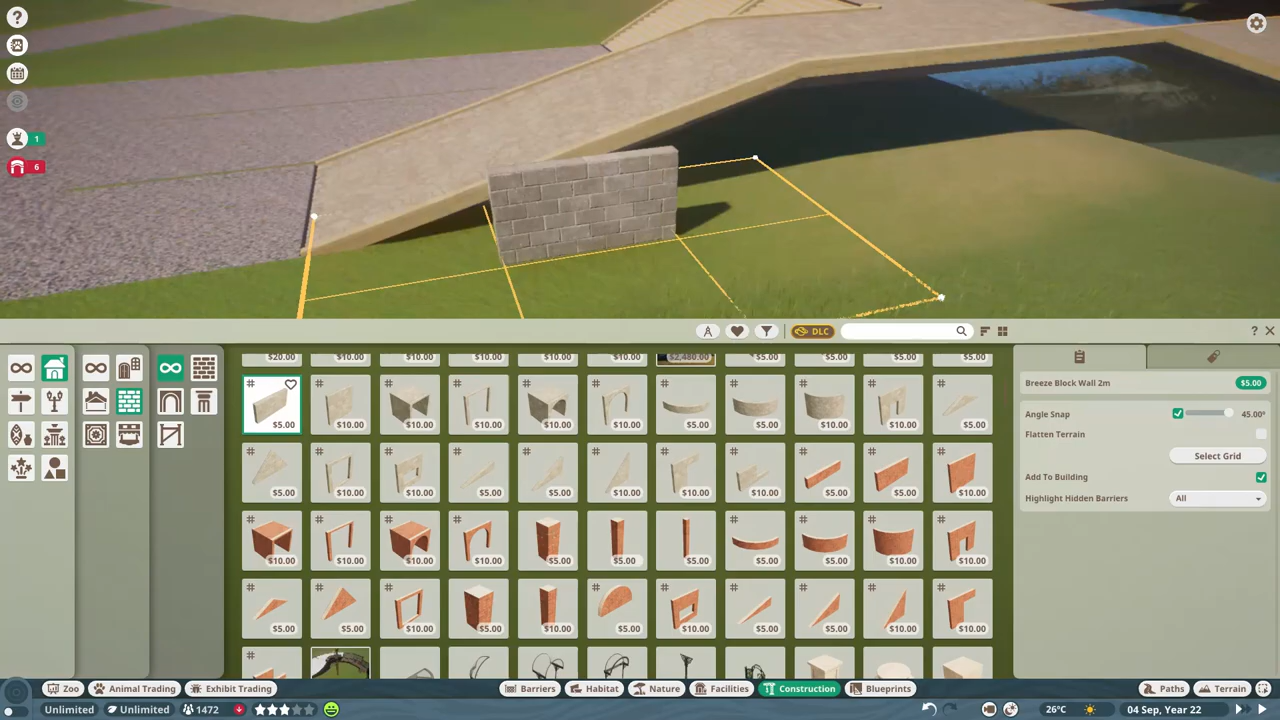 ?
1
6
DLC
?
$20.00 $10.00 $10.00 $10.00 $10.00 $10.00 $2,480.00 $5.00 $5.00 $5.00 $5.00
# $5.00 # $10.00 # $10.00 # $10.00 # $10.00 # $10.00 # $5.00 # $5.00 # $10.00 # $10.00 # $5.00
# $5.00 # $10.00 # $10.00 # $5.00 # $5.00 # $10.00 # $10.00 # $10.00 # $5.00 # $5.00 # $10.00
# $10.00 # $10.00 # $10.00 # $10.00 # $5.00 # $5.00 # $5.00 # $5.00 # $5.00 # $10.00 # $10.00
# $5.00 # $5.00 # $10.00 # $5.00 # $10.00 # $5.00 # $10.00 # $5.00 # $5.00 # $10.00 # $10.00
#
Breeze Block Wall 2m $5.00
Angle Snap 45.00°
Flatten Terrain
Select Grid
Add To Building
Highlight Hidden Barriers All
Zoo Animal Trading Exhibit Trading Barriers Habitat Nature Facilities Construction Blueprints Paths Terrain
Unlimited Unlimited 1472 26°C 04 Sep, Year 22